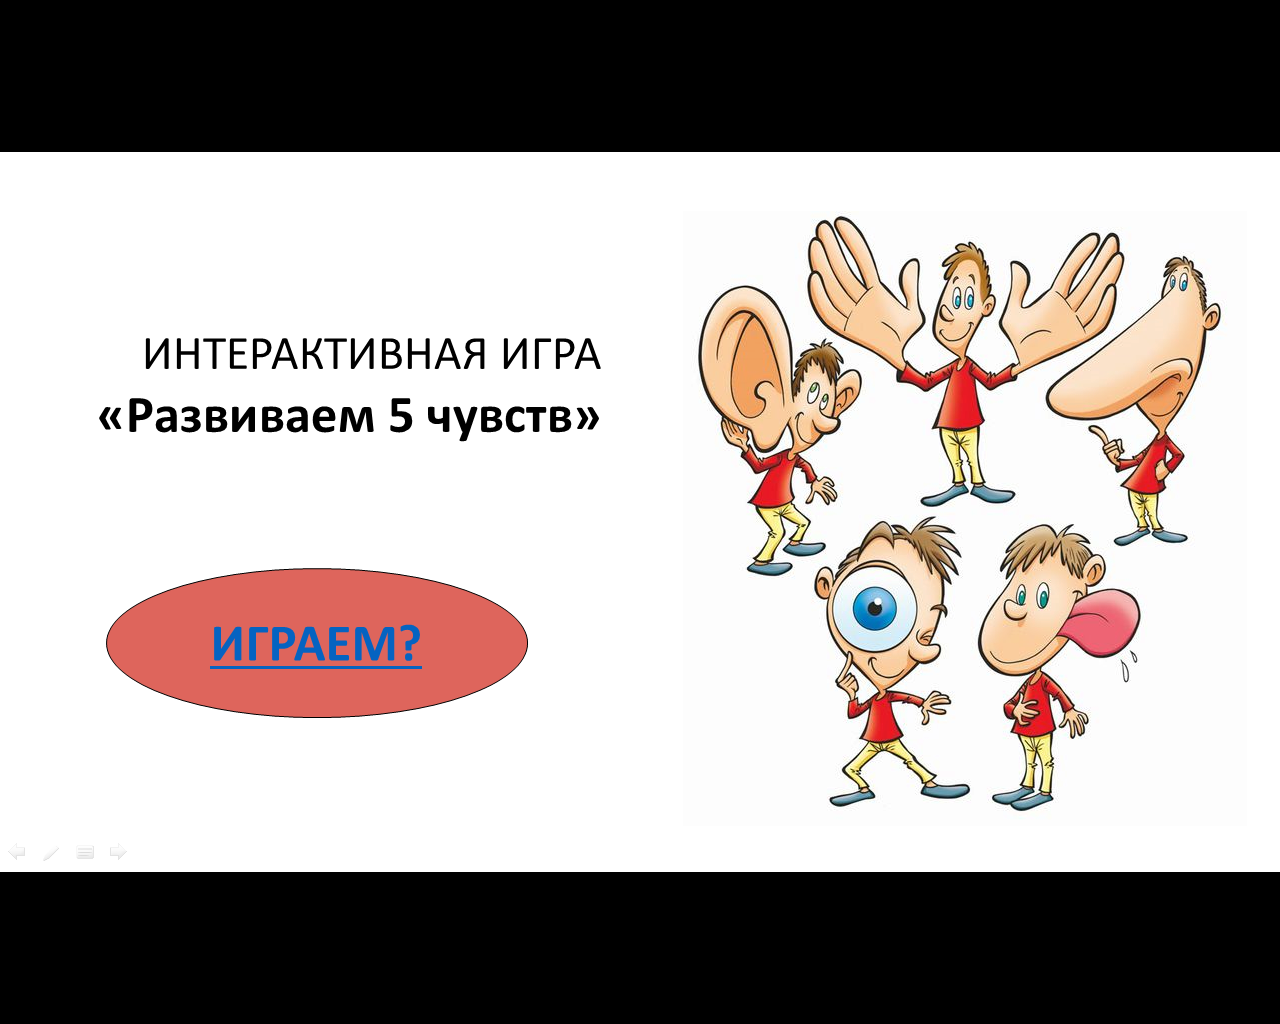 ИНТЕРАКТИВНАЯ ИГРА
«Развиваем 5 чувств»
ИГРАЕМ?